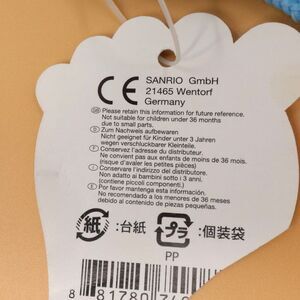 CE
SANRIO GmbH
21465 Wentorf
Germany
GB Please retain this information for future reference.
Not suitable for children under 36 months
due to small parts.
D Zum Nachweis aufbewaren
Nicht geeignet für Kinder unter 3 Jahren
wegen verschluckbarer Kleinteile.
F Conservez l'adresse du distributeur.
Ne convient pas aux enfants de moins de 36 mois.
(risque d'avaler les petites pièces)
I Conservare l'indirizzo del distributore.
Non adatto ai bambini sotto i 3 anni.
(contiene piccoli componenti.)
E Por favor mantenga esta información.
No recomendado a los menores de 36 meses
debido al contenido de piezas pequeñas.
紙 :台紙 プラ :個装袋
PP